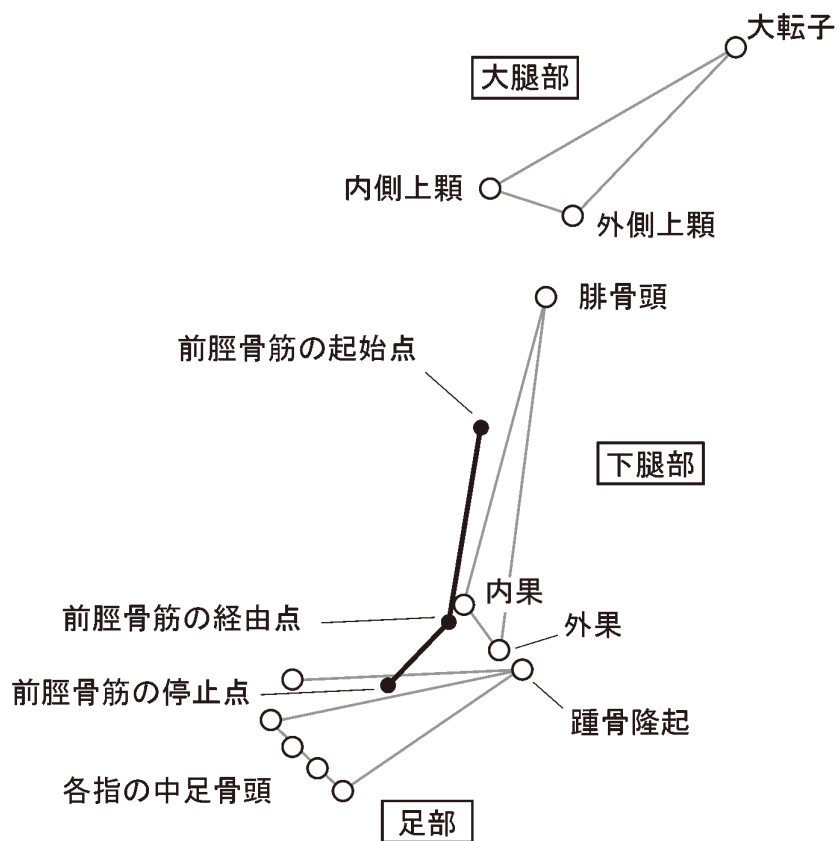 大転子
大腿部
内側上顆
外側上顆
腓骨頭
前脛骨筋の起始点
下腿部
内果
前脛骨筋の経由点
外果
前脛骨筋の停止点
踵骨隆起
各指の中足骨頭
足部